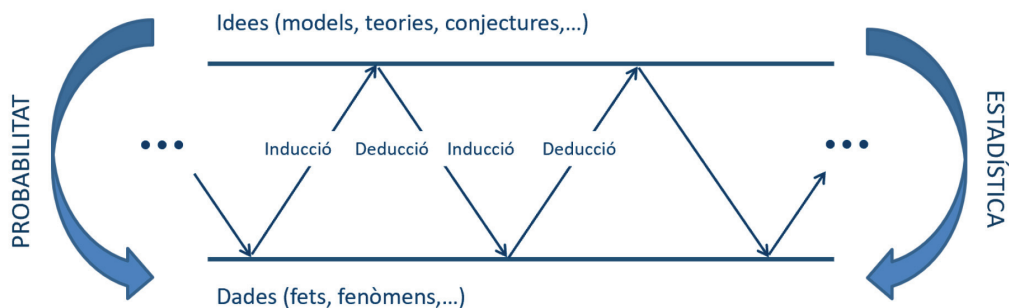 Idees (models, teories, conjectures,...)
PROBABILITAT
...
Inducció
Deducció
Inducció
Deducció
...
ESTADÍSTICA
Dades (fets, fenòmens,...)